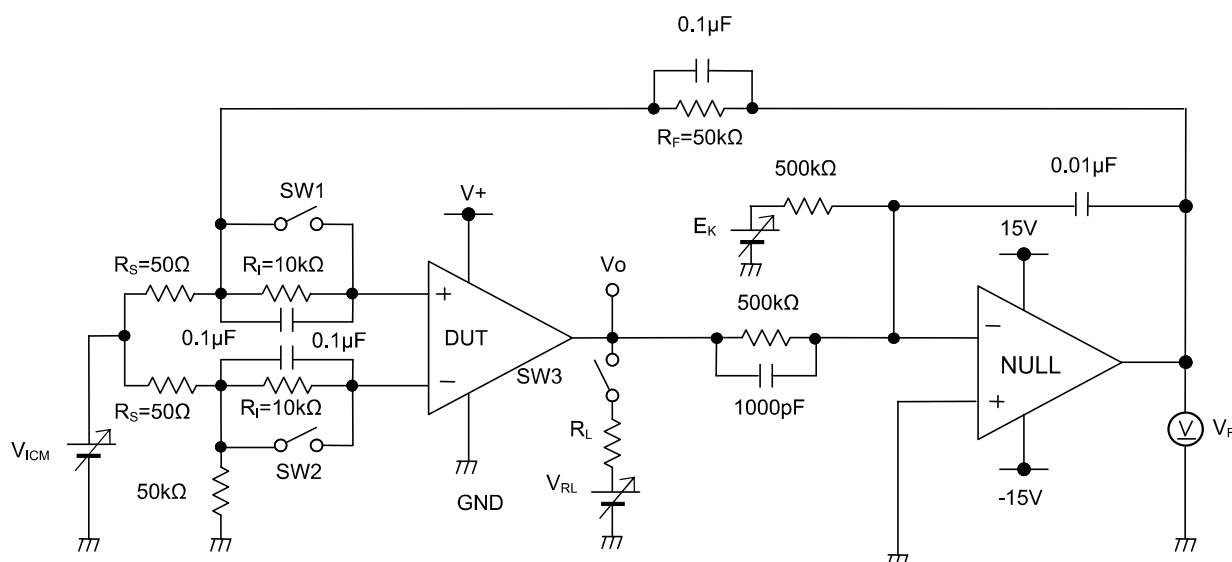 0.1µF
R_F=50kΩ
500kΩ
0.01µF
SW1
V+
E_K
15V
R_S=50Ω
R_I=10kΩ
Vo
500kΩ
+
0.1µF
0.1µF
DUT
−
NULL
−
SW3
+
R_S=50Ω
R_I=10kΩ
1000pF
V
V_F
V_ICM
SW2
R_L
50kΩ
GND
V_RL
-15V